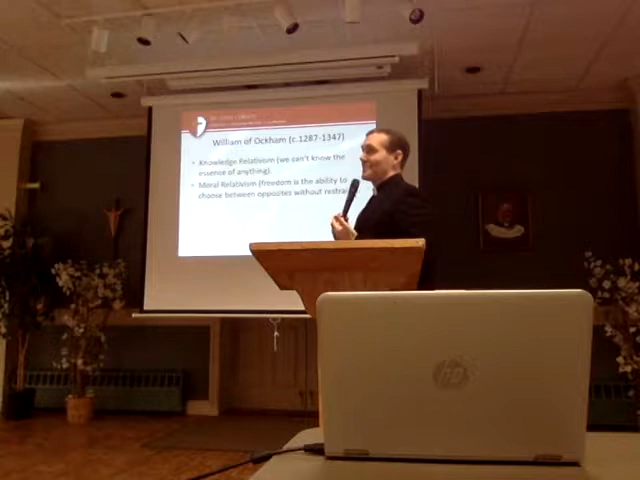 William of Ockham (c.1287-1347)
• Knowledge Relativism (we can't know the
essence of anything).
• Moral Relativism (freedom is the ability to
choose between opposites without restrai
hp